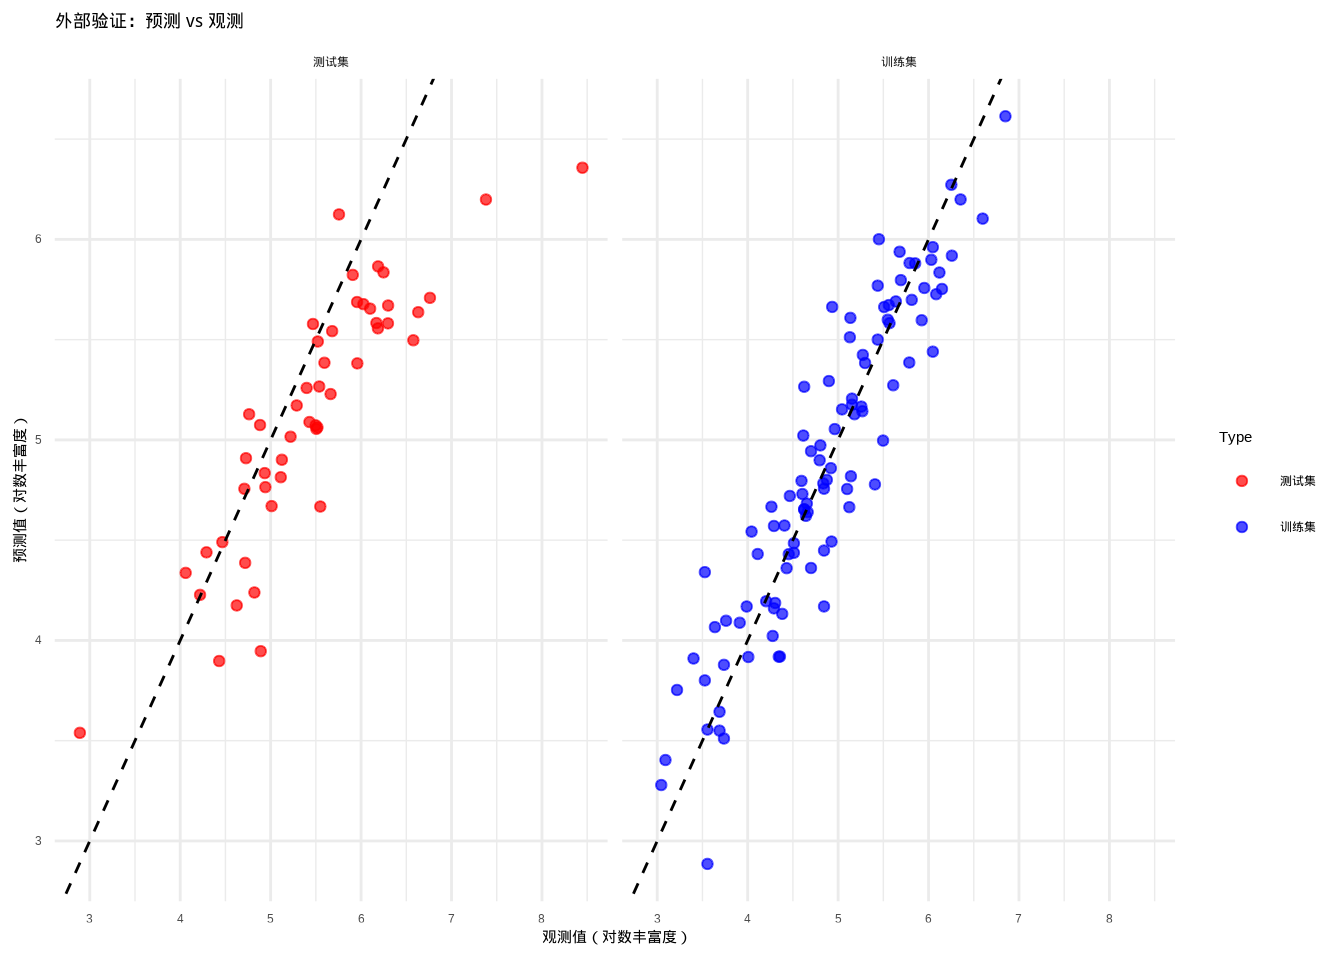 外部验证：预测 vs 观测
测试集
训练集
6
5
4
3
预测值（对数丰富度）
3 4 5 6 7 8
3 4 5 6 7 8
观测值（对数丰富度）
Type
测试集
训练集